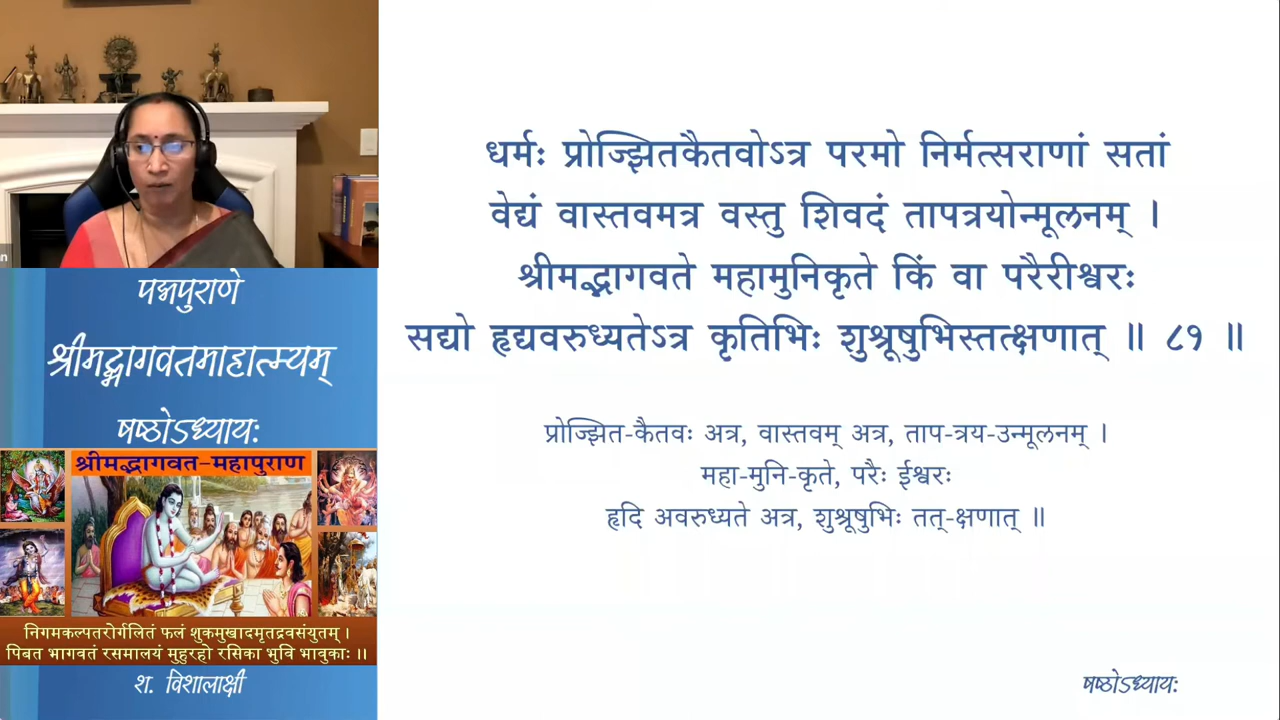 धर्मः प्रोज्झितकैतवोऽत्र परमो निर्मत्सराणां सतां
वेद्यं वास्तवमत्र वस्तु शिवदं तापत्रयोन्मूलनम् ।
श्रीमद्भागवते महामुनिकृते किं वा परैरीश्वरः
सद्यो हृद्यवरुध्यतेऽत्र कृतिभिः शुश्रूषुभिस्तत्क्षणात् ॥ ८१ ॥
प्रोज्झित-कैतवः अत्र, वास्तवम् अत्र, ताप-त्रय-उन्मूलनम् ।
महा-मुनि-कृते, परैः ईश्वरः
हृदि अवरुध्यते अत्र, शुश्रूषुभिः तत्-क्षणात् ॥
पद्मपुराणे
श्रीमद्भागवतमाहात्म्यम्
षष्ठोऽध्यायः
श्रीमद्भागवत-महापुराण
निगमकल्पतरोर्गलितं फलं शुकमुखादमृतद्रवसंयुतम् ।
पिबत भागवतं रसमालयं मुहुरहो रसिका भुवि भावुकाः ।।
श. विशालाक्षी
षष्ठोऽध्यायः